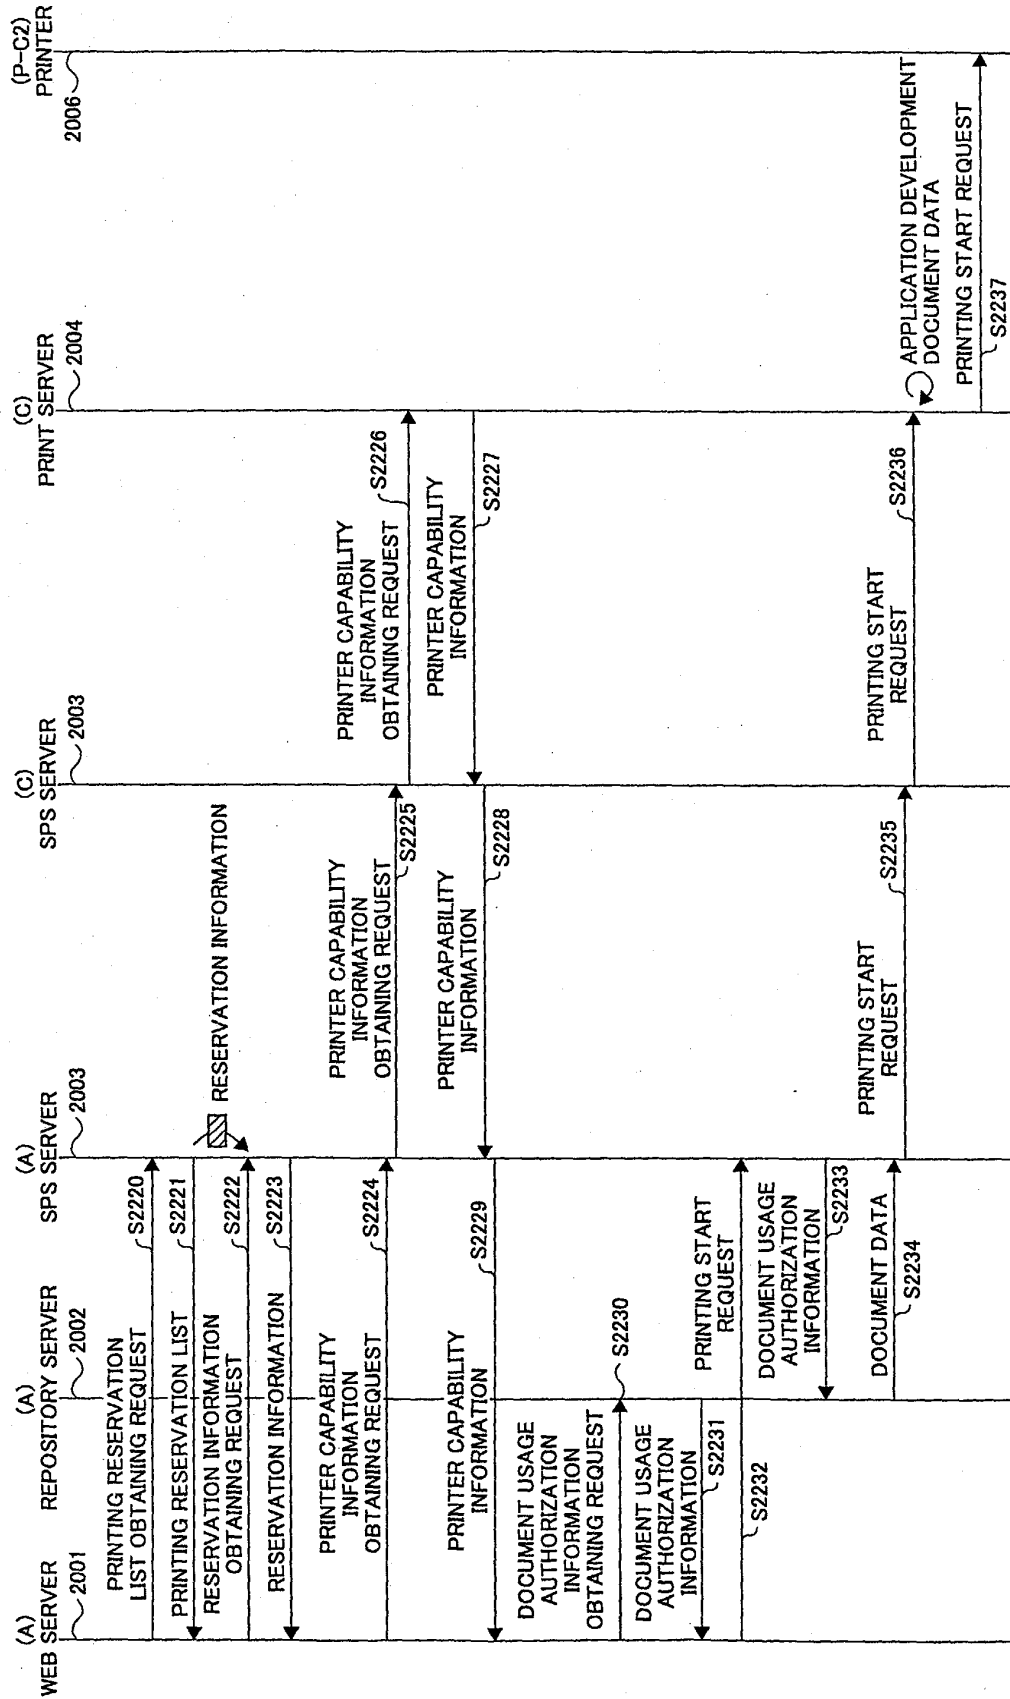 (A)
WEB SERVER
2001
(A)
REPOSITORY SERVER
2002
(A)
SPS SERVER
2003
(C)
SPS SERVER
2003
(C)
PRINT SERVER
2004
(P-C2)
PRINTER
2006
PRINTING RESERVATION
LIST OBTAINING REQUEST
S2220
PRINTING RESERVATION LIST
S2221
RESERVATION INFORMATION
RESERVATION INFORMATION
OBTAINING REQUEST
S2222
RESERVATION INFORMATION
S2223
PRINTER CAPABILITY
INFORMATION
OBTAINING REQUEST
S2224
PRINTER CAPABILITY
INFORMATION
OBTAINING REQUEST
S2225
PRINTER CAPABILITY
INFORMATION
OBTAINING REQUEST
S2226
PRINTER CAPABILITY
INFORMATION
S2227
PRINTER CAPABILITY
INFORMATION
S2228
PRINTER CAPABILITY
INFORMATION
S2229
DOCUMENT USAGE
AUTHORIZATION
INFORMATION
OBTAINING REQUEST
S2230
DOCUMENT USAGE
AUTHORIZATION
INFORMATION
S2231
PRINTING START
REQUEST
S2232
DOCUMENT USAGE
AUTHORIZATION
INFORMATION
S2233
DOCUMENT DATA
S2234
PRINTING START
REQUEST
S2235
PRINTING START
REQUEST
S2236
APPLICATION DEVELOPMENT
DOCUMENT DATA
PRINTING START REQUEST
S2237